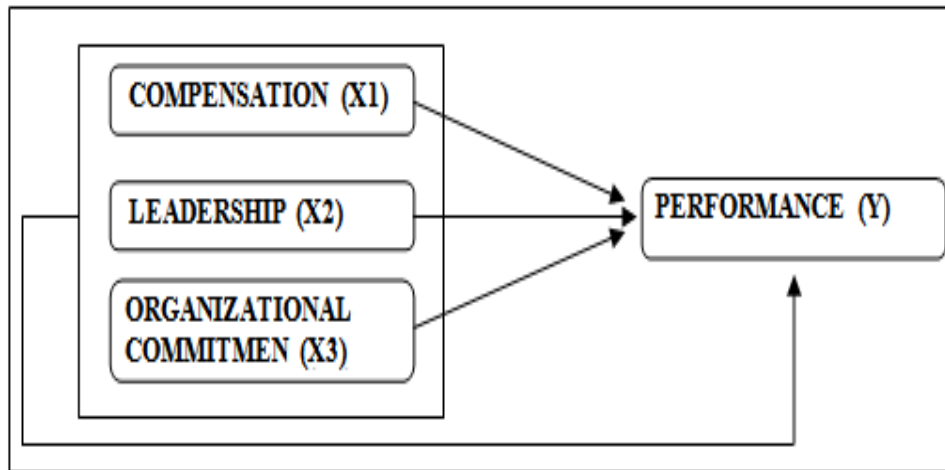 COMPENSATION (X1)
LEADERSHIP (X2)
ORGANIZATIONAL
COMMITMEN (X3)
PERFORMANCE (Y)